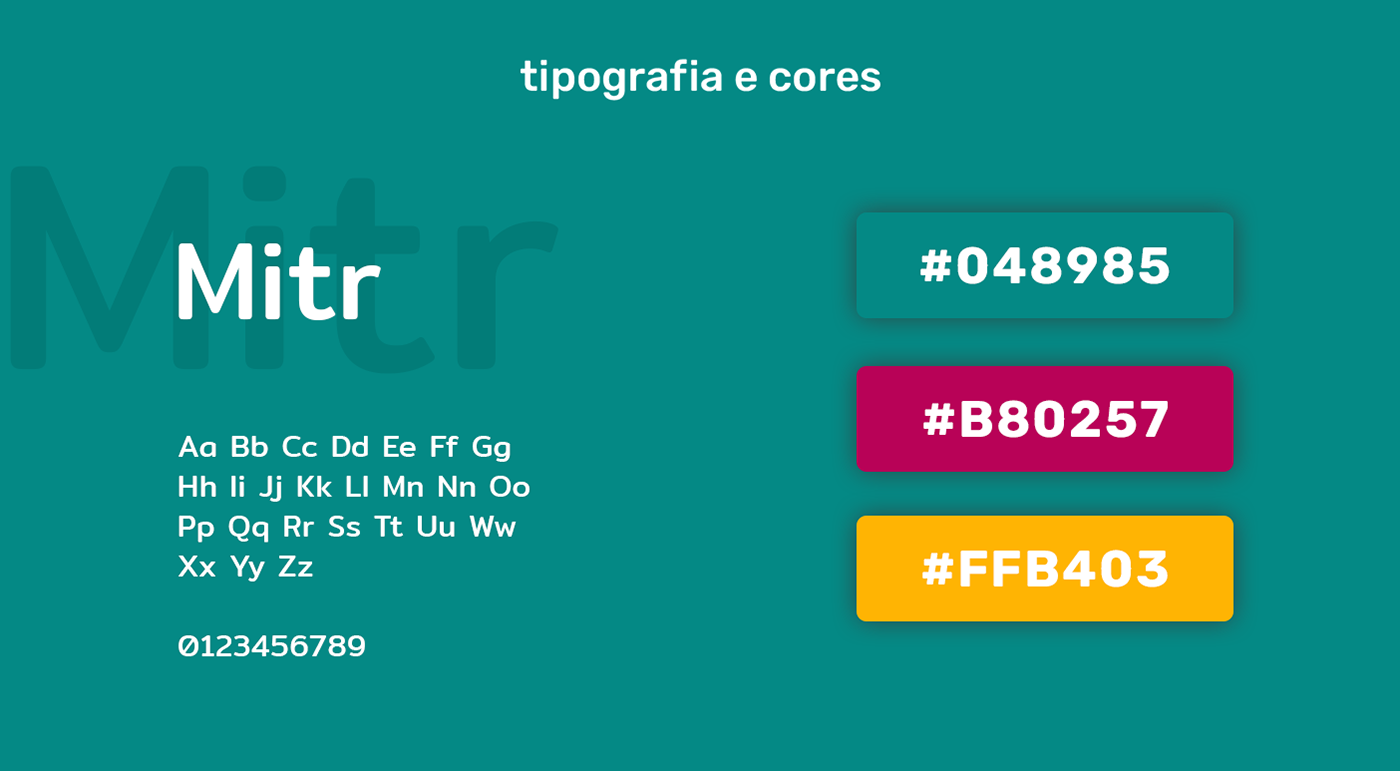 tipografia e cores
Mitr
Mitr
Aa Bb Cc Dd Ee Ff Gg
Hh Ii Jj Kk Ll Mn Nn Oo
Pp Qq Rr Ss Tt Uu Ww
Xx Yy Zz
0123456789
#048985
#B80257
#FFB403